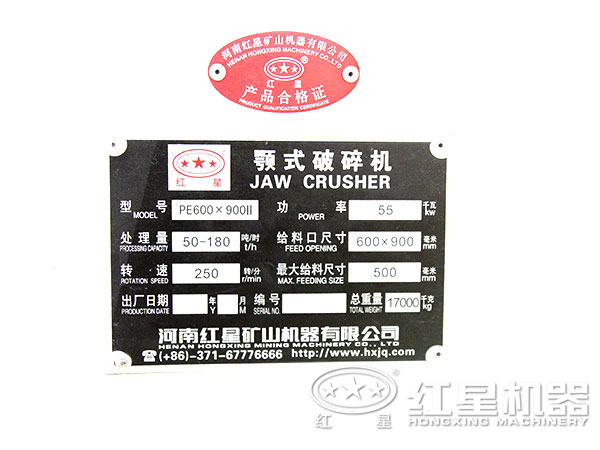 河南红星矿山机器有限公司
HENAN HONGXING MACHINERY CO.,LTD
®
红 星
产品合格证
PRODUCT QUALIFICATION CERTIFICATE
红 星
颚式破碎机
JAW CRUSHER
型号 MODEL PE600×900II 功率 POWER 55 千瓦 kw
处理量 PROCESSING CAPACITY 50-180 吨/时 t/h 给料口尺寸 FEED OPENING 600×900 毫米 mm
转速 ROTATION SPEED 250 转/分 r/min 最大给料尺寸 MAX. FEEDING SIZE 500 毫米 mm
出厂日期 PRODUCTION DATE 年 Y 月 M 编号 SERIAL NO. 总重量 TOTAL WEIGHT 17000 千克 kg
河南红星矿山机器有限公司
HENAN HONGXING MINING MACHINERY CO., LTD
☎(+86)-371-67776666 http://www.hxjq.com
红 星
®
红星机器
HONGXING MACHINERY